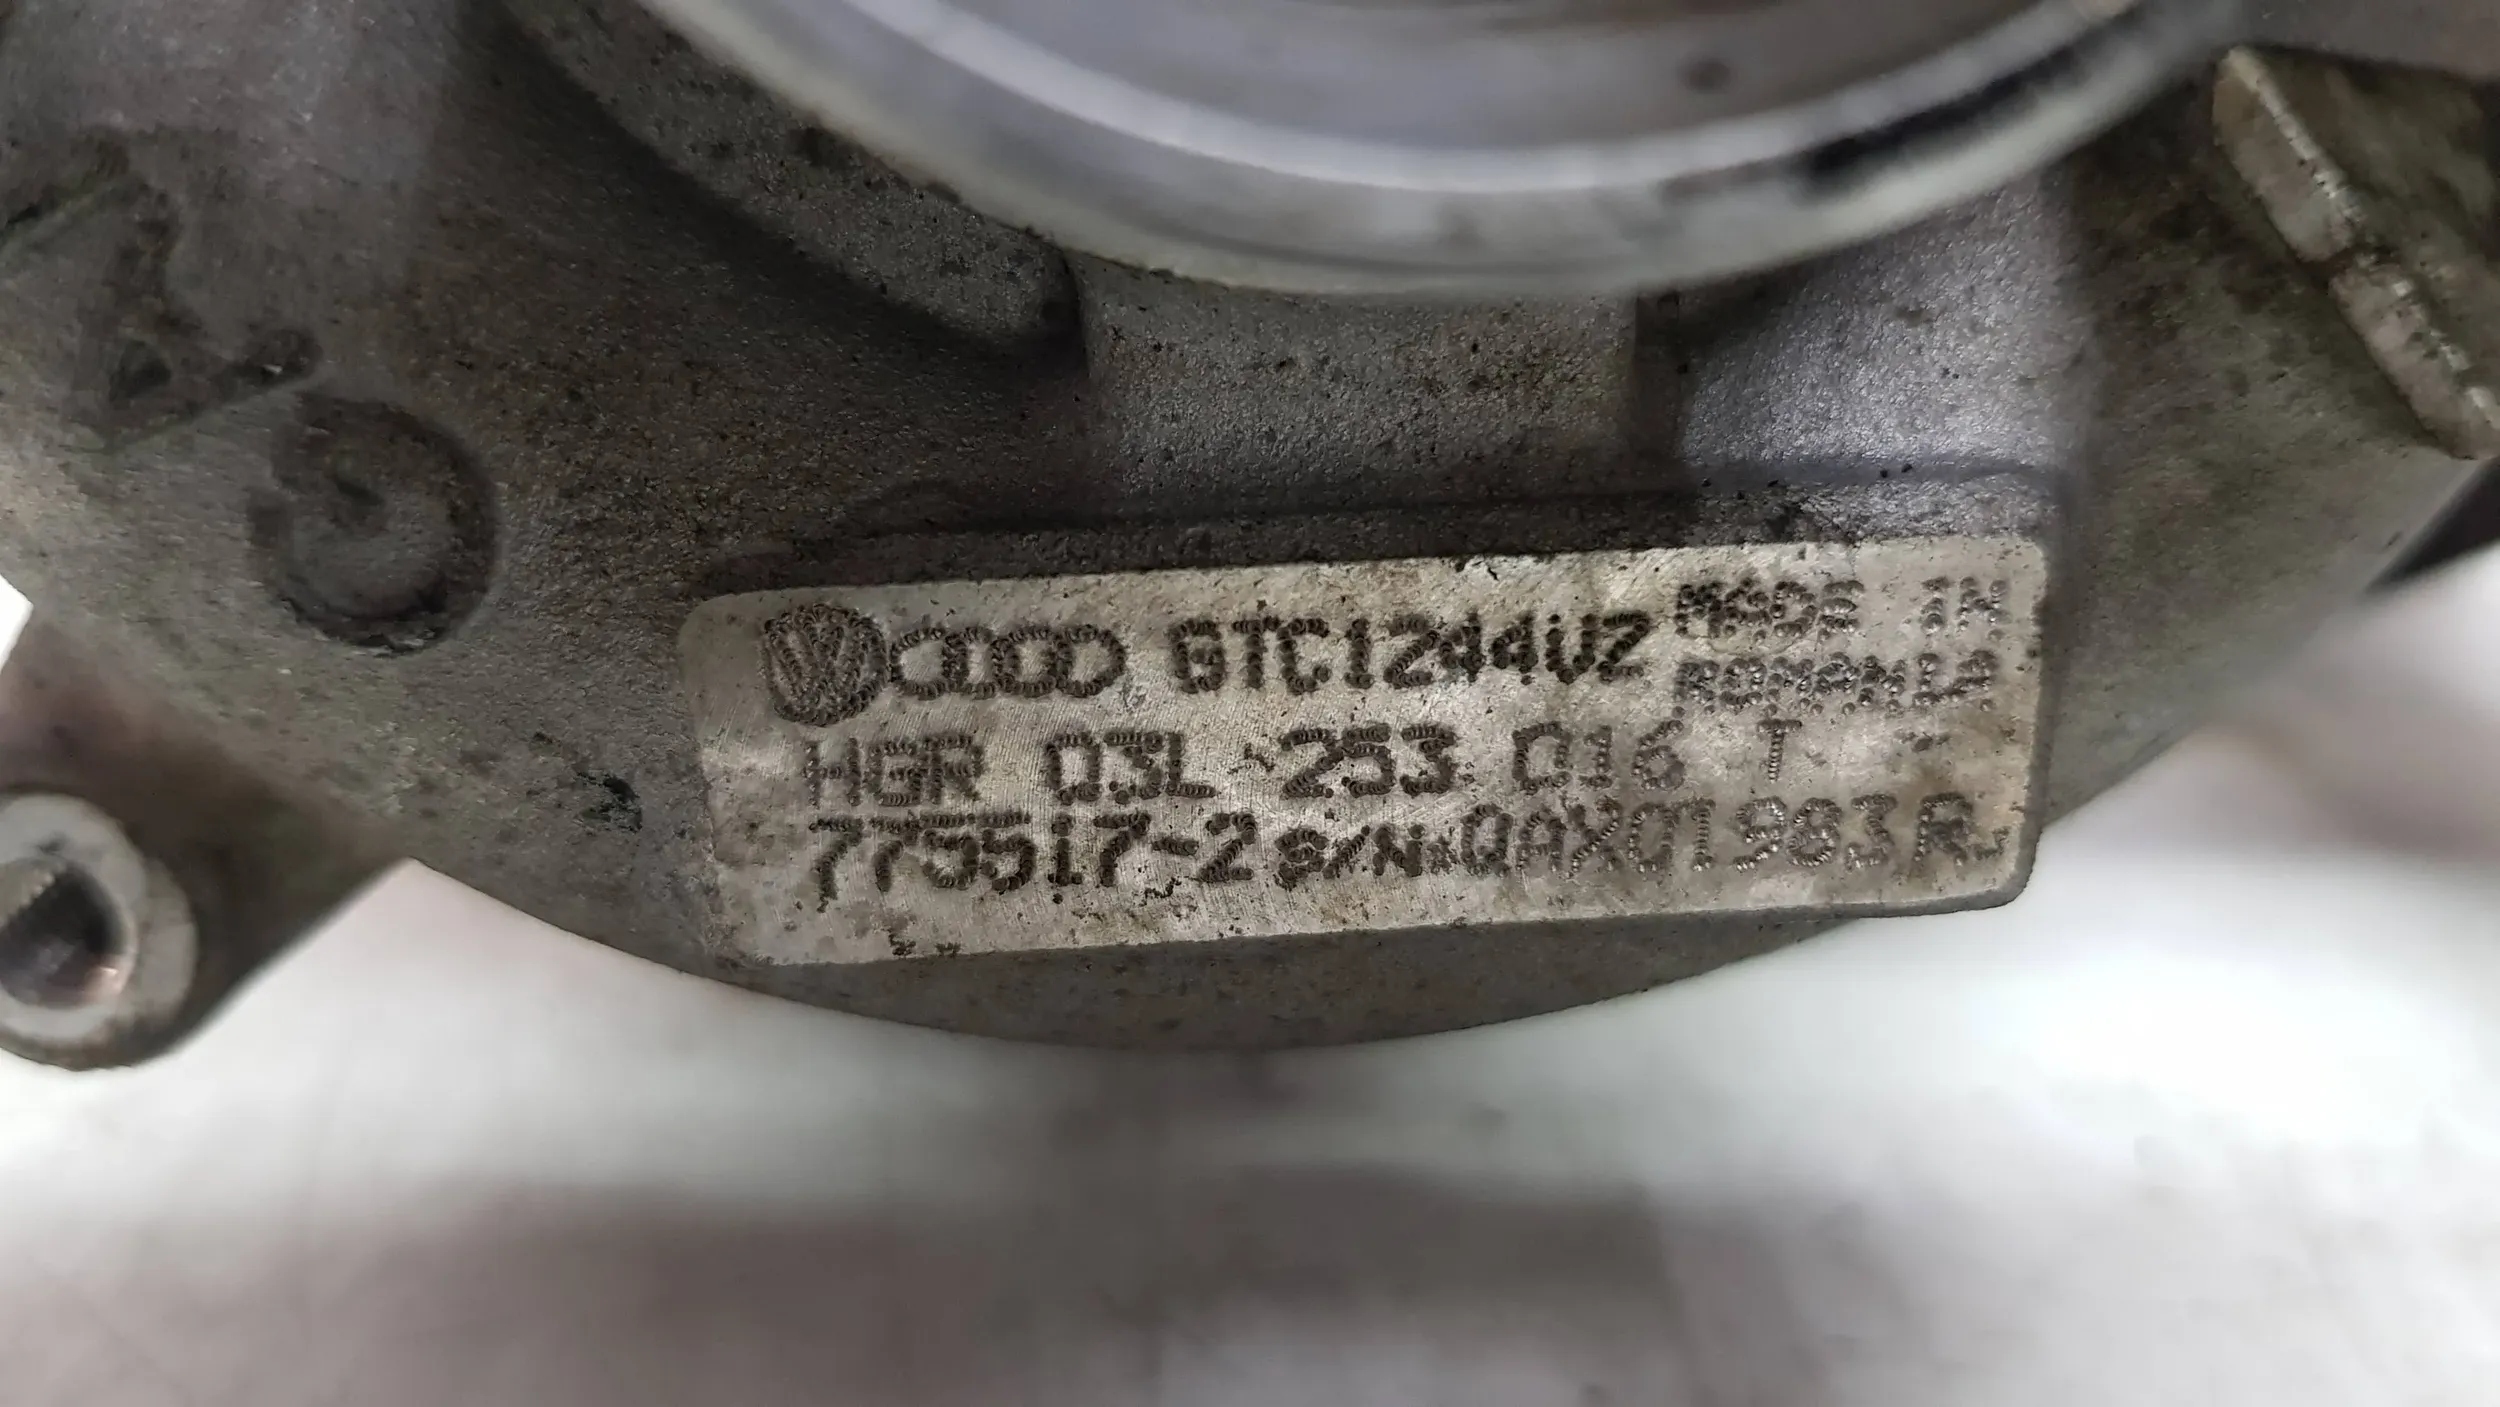 GTC1244VZ MADE IN
ROMANIA
HGR 03L 253 016 T
775517-2 S/N:QAX01983R